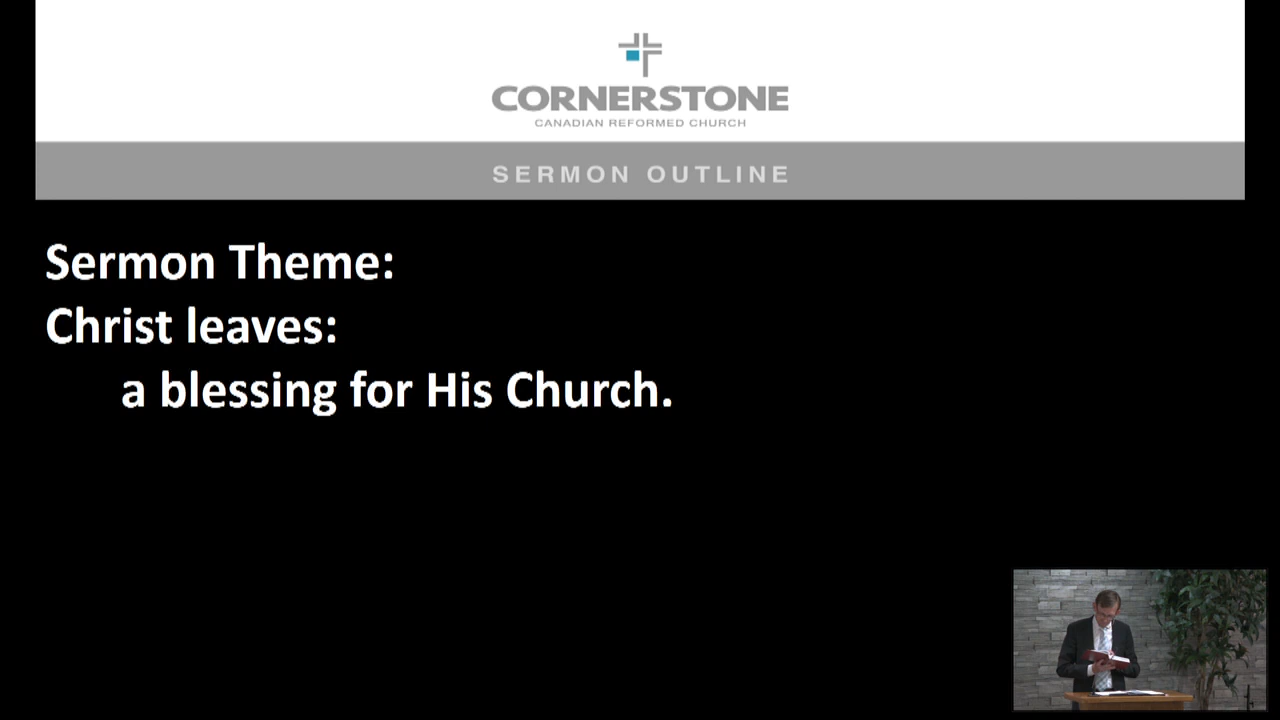 CORNERSTONE
CANADIAN REFORMED CHURCH
SERMON OUTLINE
Sermon Theme:
Christ leaves:
a blessing for His Church.